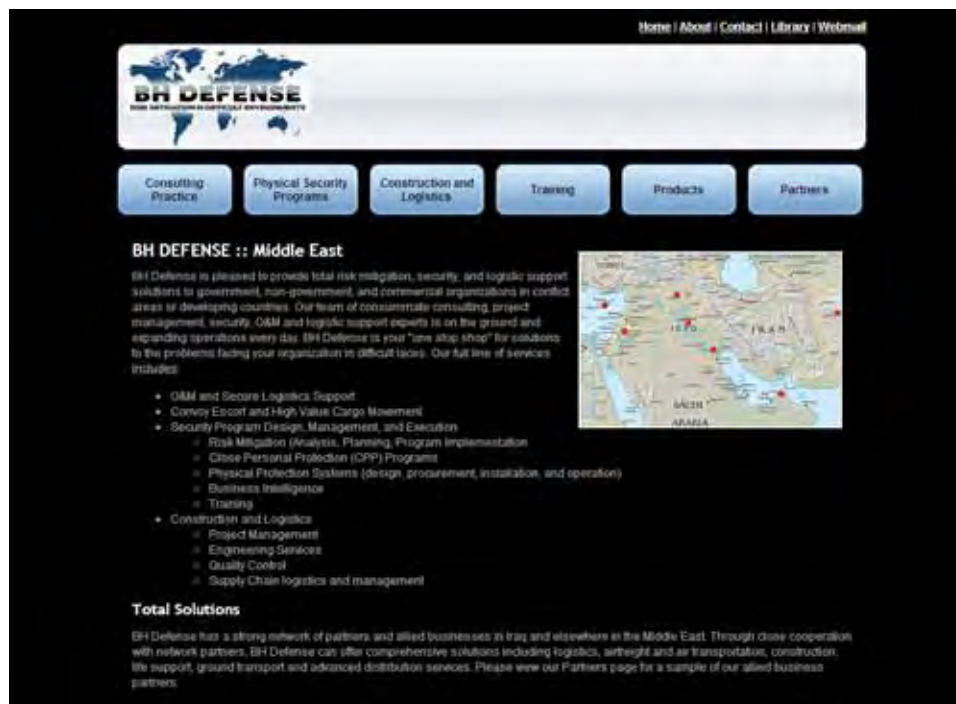 Home | About | Contact | Library | Webmail
BH DEFENSE
RISK MITIGATION IN DIFFICULT ENVIRONMENTS
Consulting
Practice
Physical Security
Programs
Construction and
Logistics
Training
Products
Partners
BH DEFENSE :: Middle East
BH Defense is pleased to provide total risk mitigation, security, and logistic support
solutions to government, non-government, and commercial organizations in conflict
areas or developing countries. Our team of consummate consulting, project
management, security, O&M and logistic support experts is on the ground and
expanding operations every day. BH Defense is your "one stop shop" for solutions
to the problems facing your organization in difficult laces. Our full line of services
includes:
IRAN
SAUDI
ARABIA
• O&M and Secure Logistics Support
• Convoy Escort and High Value Cargo Movement
• Security Program Design, Management, and Execution
Risk Mitigation (Analysis, Planning, Program Implementation
Close Personal Protection (CPP) Programs
Physical Protection Systems (design, procurement, installation, and operation)
Business Intelligence
Training
• Construction and Logistics
Project Management
Engineering Services
Quality Control
Supply Chain logistics and management
Total Solutions
BH Defense has a strong network of partners and allied businesses in Iraq and elsewhere in the Middle East. Through close cooperation
with network partners, BH Defense can offer comprehensive solutions including logistics, airfreight and air transportation, construction,
life support, ground transport and advanced distribution services. Please view our Partners page for a sample of our allied business
partners.